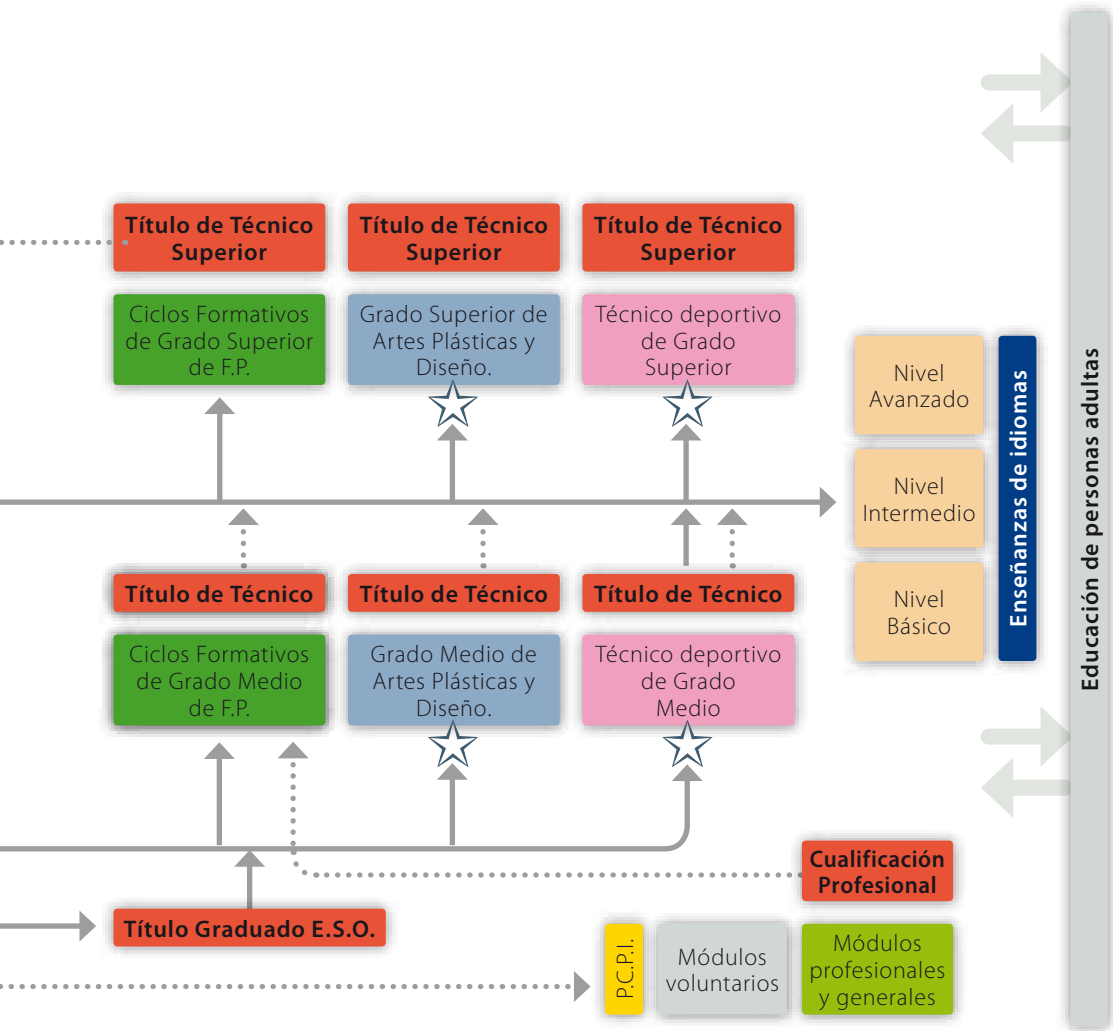 Título de Técnico
Superior
Título de Técnico
Superior
Título de Técnico
Superior
Ciclos Formativos
de Grado Superior
de F.P.
Grado Superior de
Artes Plásticas y
Diseño.
Técnico deportivo
de Grado
Superior
Nivel
Avanzado
Nivel
Intermedio
Nivel
Básico
Enseñanzas de idiomas
Educación de personas adultas
Título de Técnico
Título de Técnico
Título de Técnico
Ciclos Formativos
de Grado Medio
de F.P.
Grado Medio de
Artes Plásticas y
Diseño.
Técnico deportivo
de Grado
Medio
Cualificación
Profesional
Título Graduado E.S.O.
P.C.P.I.
Módulos
voluntarios
Módulos
profesionales
y generales